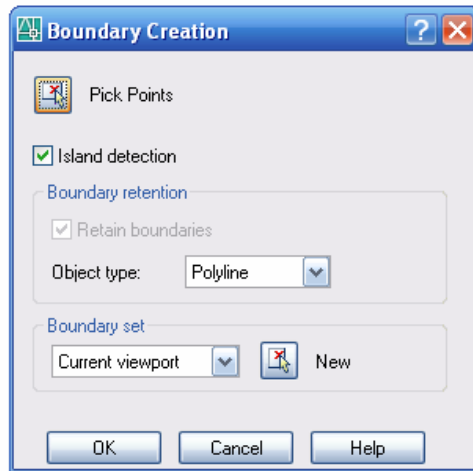 Boundary Creation
Pick Points
Island detection
Boundary retention
Retain boundaries
Object type: Polyline
Boundary set
Current viewport New
OK Cancel Help